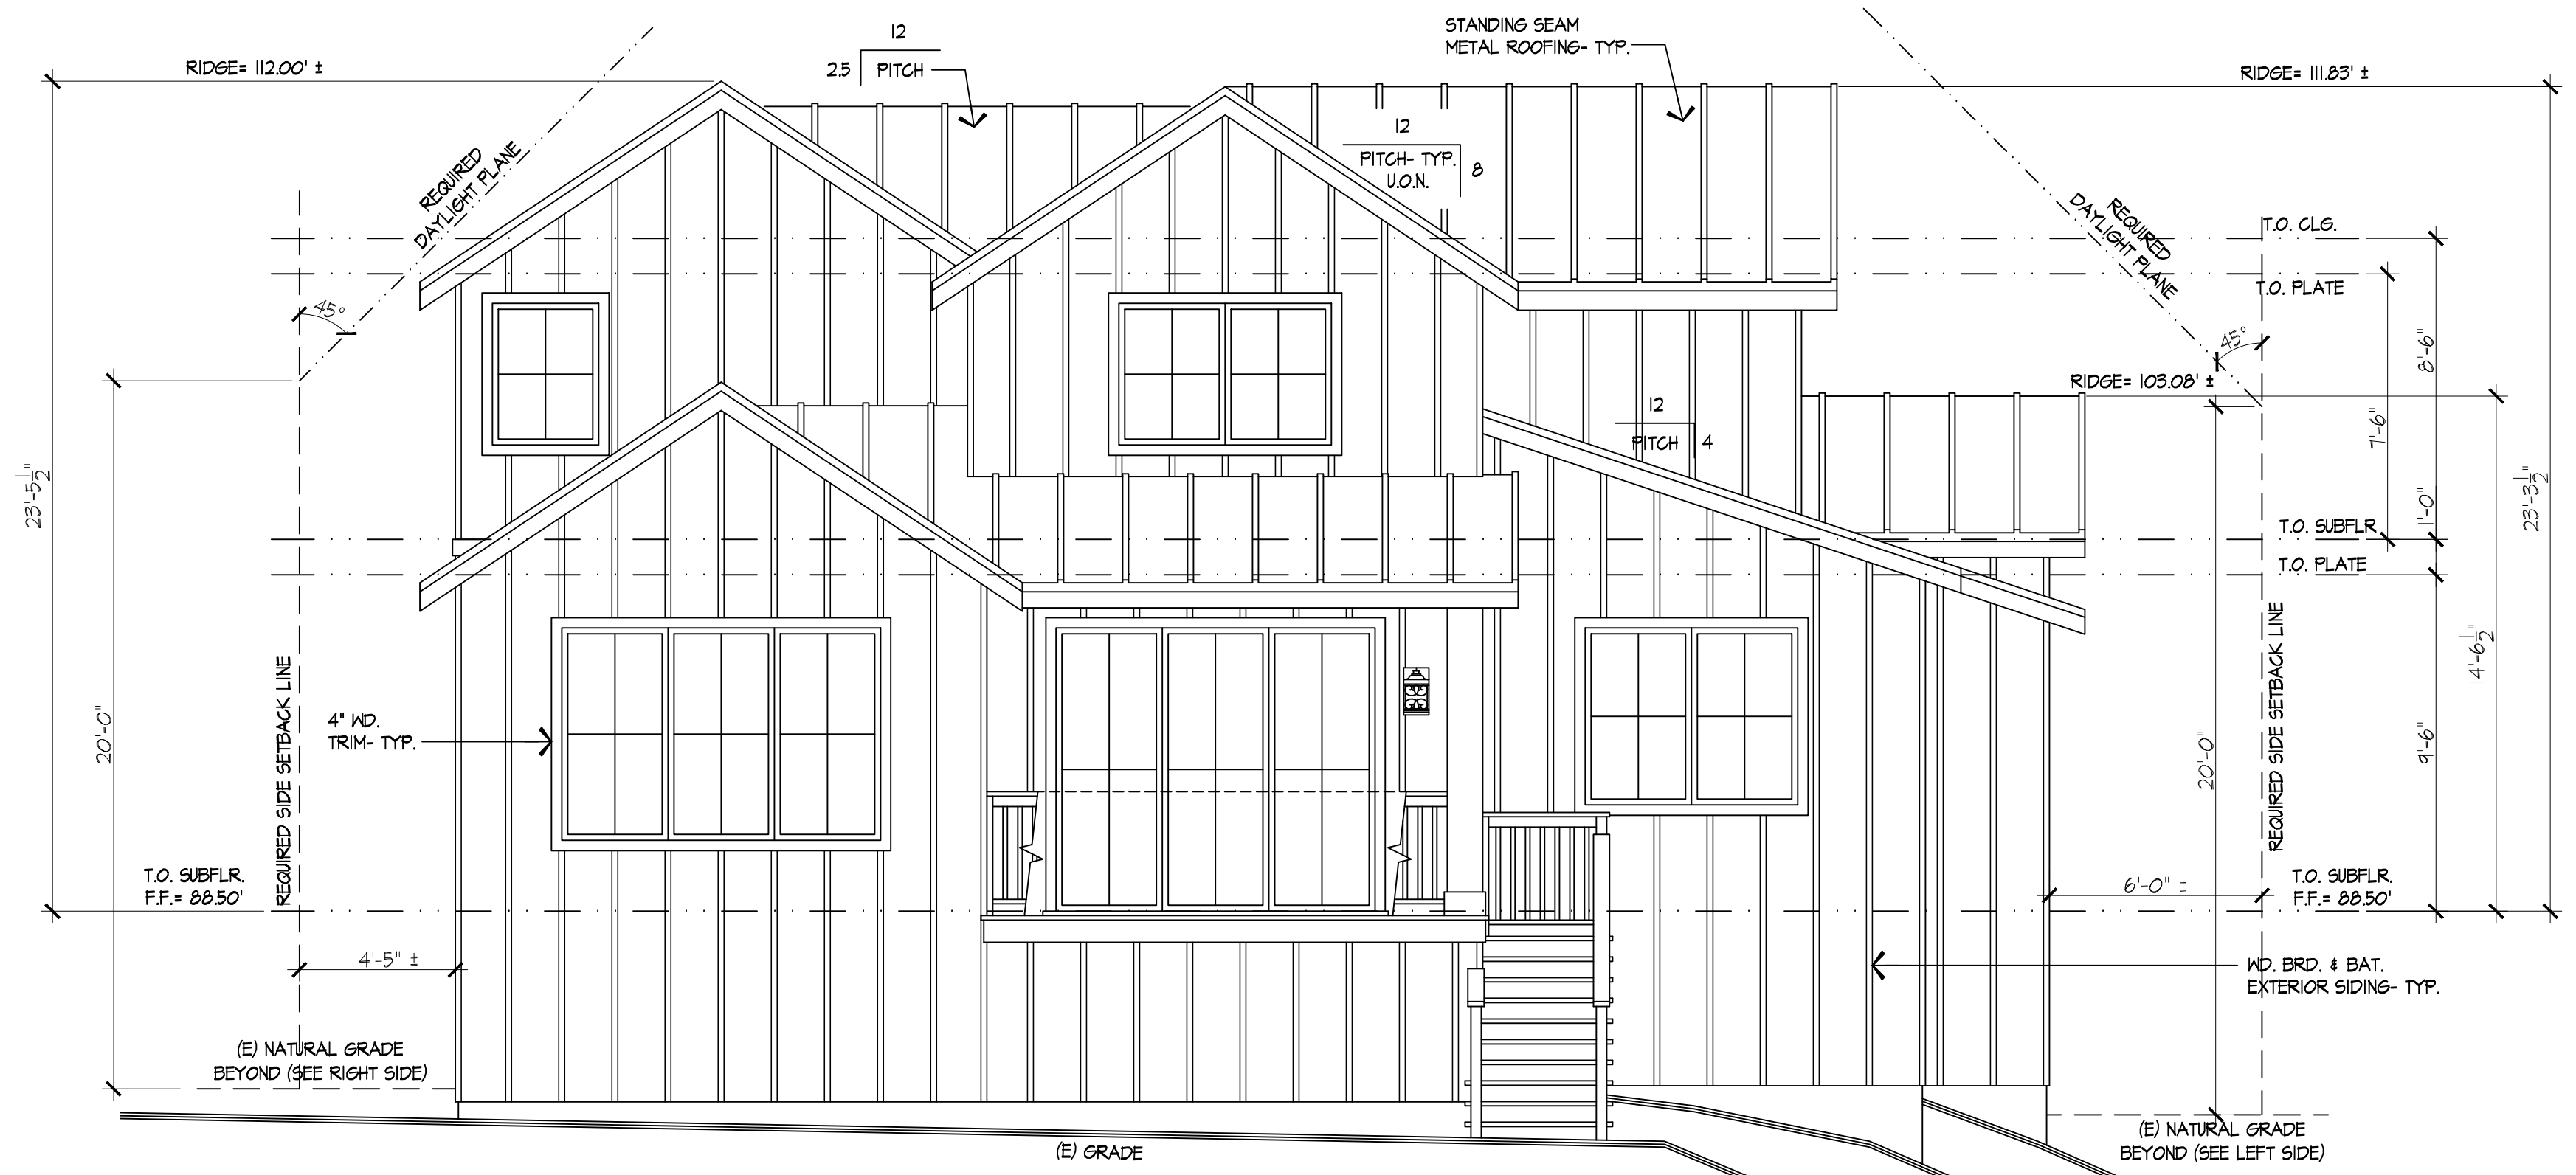 12
2.5
PITCH
STANDING SEAM
METAL ROOFING- TYP.
RIDGE= 112.00' ±
RIDGE= 111.83' ±
12
PITCH- TYP.
U.O.N.
8
REQUIRED
DAYLIGHT PLANE
REQUIRED
DAYLIGHT PLANE
T.O. CLG.
T.O. PLATE
45°
45°
8'-6"
RIDGE= 103.08' ±
12
PITCH
4
7'-6"
1'-0"
23'-5 1/2"
23'-3 1/2"
T.O. SUBFLR
T.O. PLATE
14'-6 1/2"
20'-0"
REQUIRED SIDE SETBACK LINE
4" WD.
TRIM- TYP.
REQUIRED SIDE SETBACK LINE
20'-0"
9'-6"
T.O. SUBFLR.
F.F.= 88.50'
6'-0" ±
T.O. SUBFLR.
F.F.= 88.50'
4'-5" ±
WD. BRD. & BAT.
EXTERIOR SIDING- TYP.
(E) NATURAL GRADE
BEYOND (SEE RIGHT SIDE)
(E) GRADE
(E) NATURAL GRADE
BEYOND (SEE LEFT SIDE)